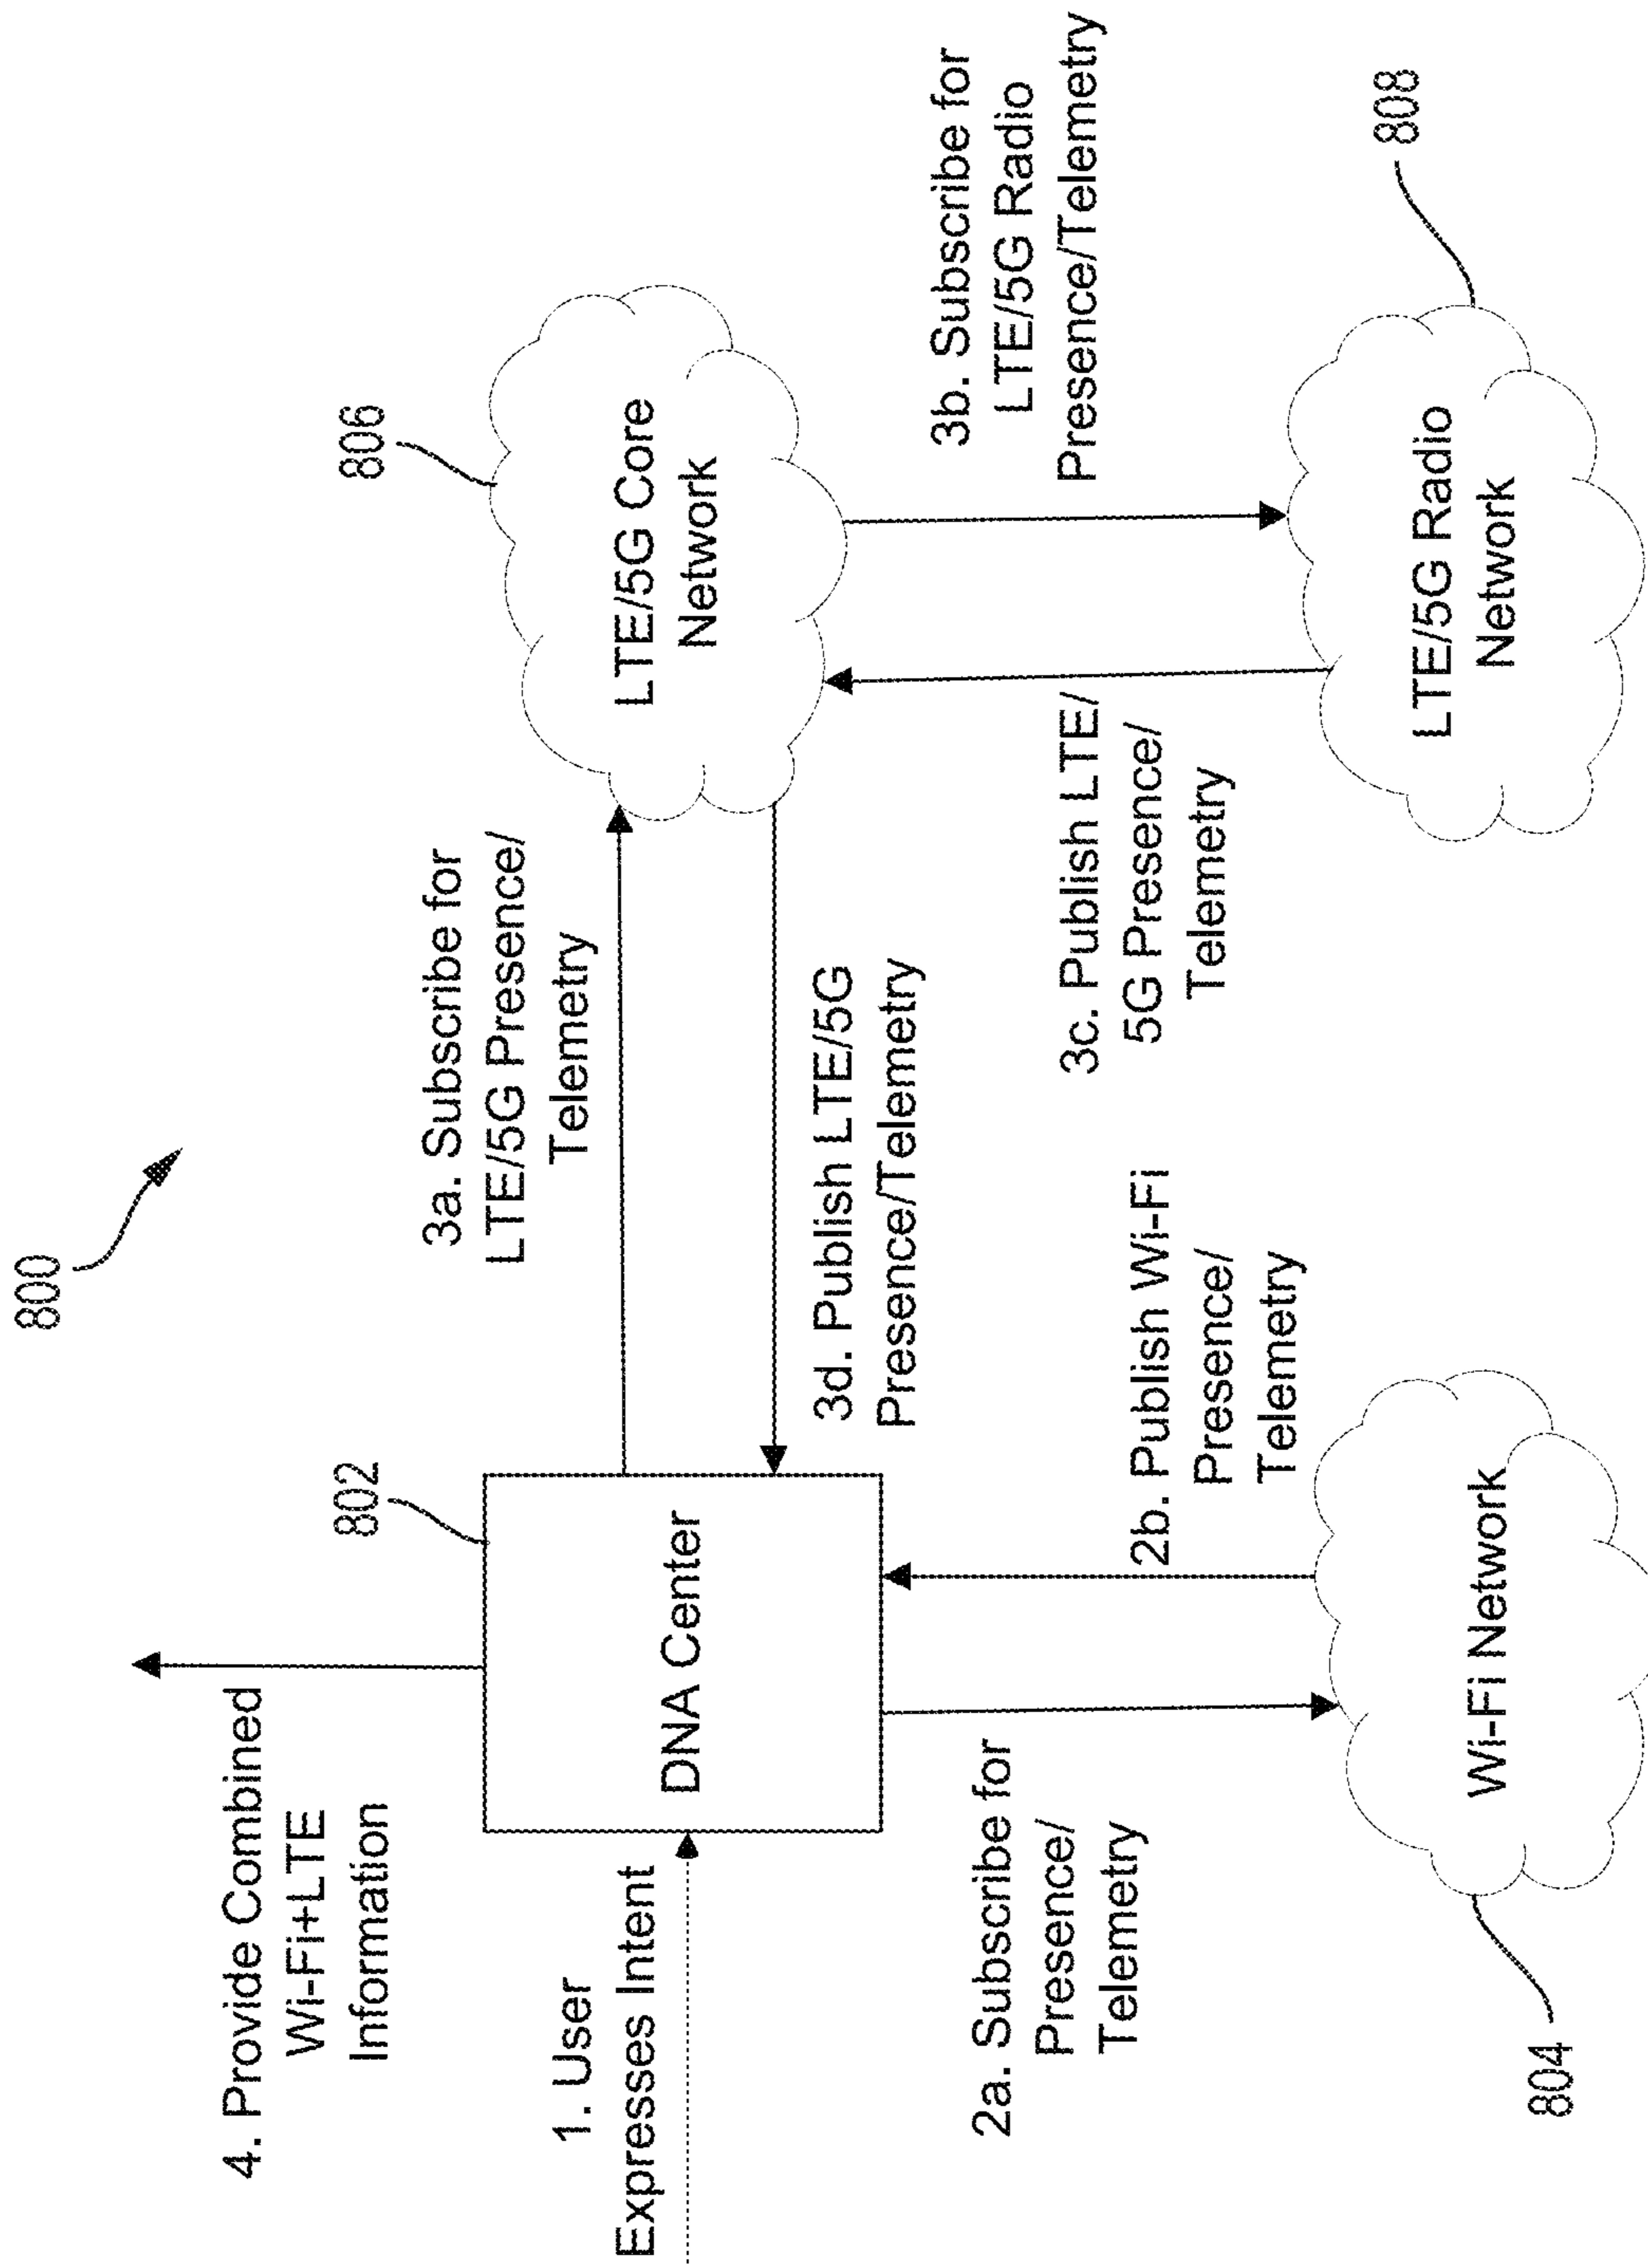 800
4. Provide Combined
Wi-Fi+LTE
Information
1. User
Expresses Intent
802
DNA Center
3a. Subscribe for
LTE/5G Presence/
Telemetry
3d. Publish LTE/5G
Presence/Telemetry
806
LTE/5G Core
Network
2a. Subscribe for
Presence/
Telemetry
2b. Publish Wi-Fi
Presence/
Telemetry
3c. Publish LTE/
5G Presence/
Telemetry
3b. Subscribe for
LTE/5G Radio
Presence/Telemetry
804
Wi-Fi Network
LTE/5G Radio
Network
808